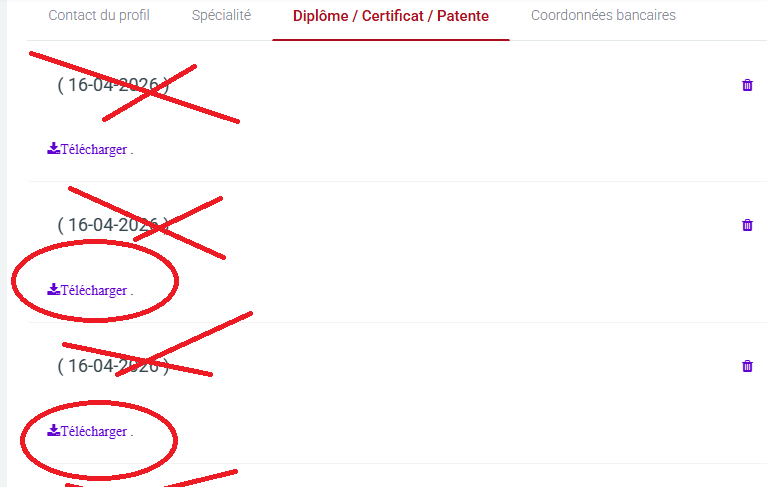 Contact du profil Spécialité Diplôme / Certificat / Patente Coordonnées bancaires
( 16-04-2026 )
Télécharger .
( 16-04-2026 )
Télécharger .
( 16-04-2026 )
Télécharger .